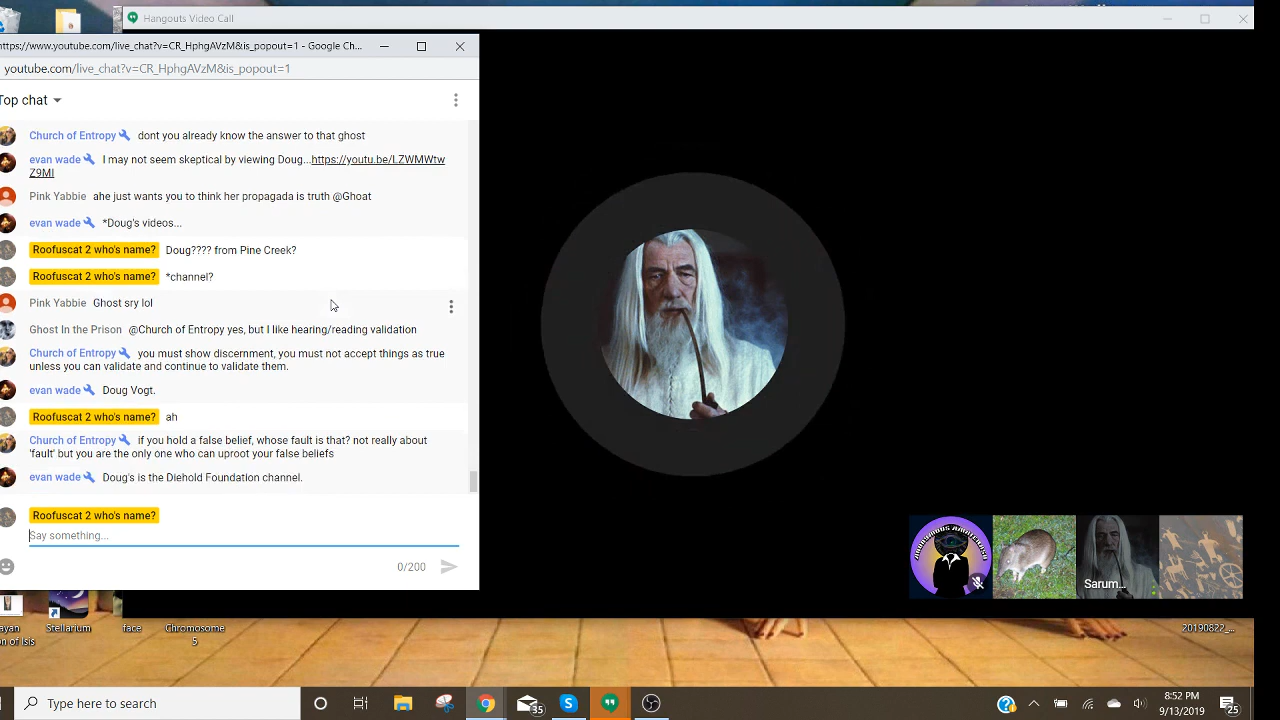 Hangouts Video Call
https://www.youtube.com/live_chat?v=CR_HphgAVzM&is_popout=1 - Google Ch...
youtube.com/live_chat?v=CR_HphgAVzM&is_popout=1
Top chat
Church of Entropy dont you already know the answer to that ghost
evan wade I may not seem skeptical by viewing Doug...https://youtu.be/LZWMWtw
Z9MI
Pink Yabbie ahe just wants you to think her propagada is truth @Ghoat
evan wade *Doug's videos...
Roofuscat 2 who's name? Doug???? from Pine Creek?
Roofuscat 2 who's name? *channel?
Pink Yabbie Ghost sry lol
Ghost In the Prison @Church of Entropy yes, but I like hearing/reading validation
Church of Entropy you must show discernment, you must not accept things as true
unless you can validate and continue to validate them.
evan wade Doug Vogt.
Roofuscat 2 who's name? ah
Church of Entropy if you hold a false belief, whose fault is that? not really about
'fault' but you are the only one who can uproot your false beliefs
evan wade Doug's is the Diehold Foundation channel.
Roofuscat 2 who's name?
Say something...
0/200
ANONYMOUS
Sarum...
ayan
on of Isis
Stellarium
face
Chromosome
5
20190822_...
Type here to search
35
8:52 PM
9/13/2019
25